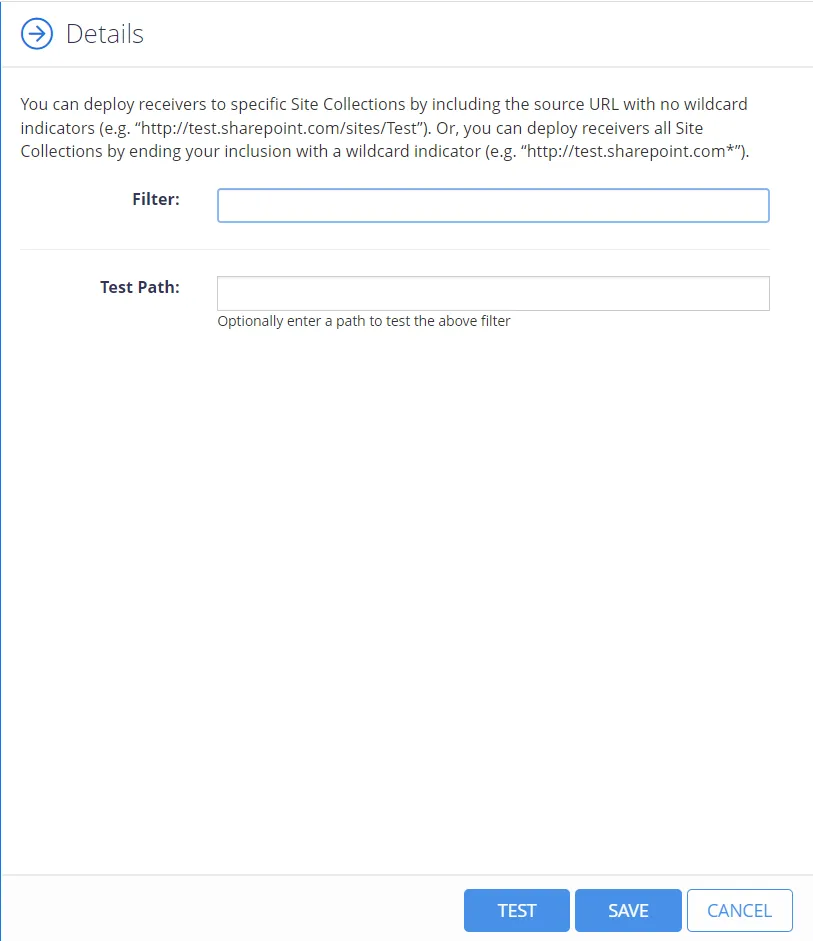 Details
You can deploy receivers to specific Site Collections by including the source URL with no wildcard
indicators (e.g. “http://test.sharepoint.com/sites/Test”). Or, you can deploy receivers all Site
Collections by ending your inclusion with a wildcard indicator (e.g. “http://test.sharepoint.com*”).
Filter:
Test Path:
Optionally enter a path to test the above filter
TEST SAVE CANCEL